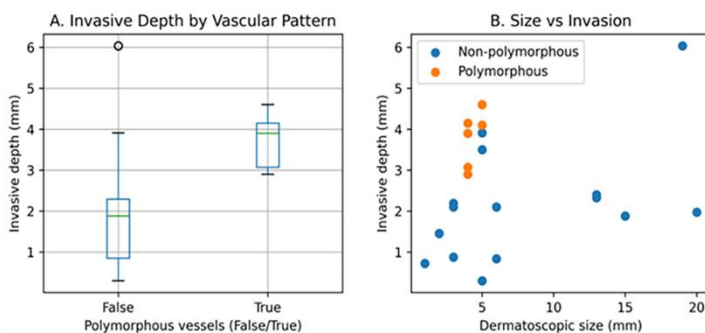 A. Invasive Depth by Vascular Pattern
Invasive depth (mm)
6
5
4
3
2
1
False
True
Polymorphous vessels (False/True)
B. Size vs Invasion
Non-polymorphous
Polymorphous
Invasive depth (mm)
6
5
4
3
2
1
5
10
15
20
Dermatoscopic size (mm)